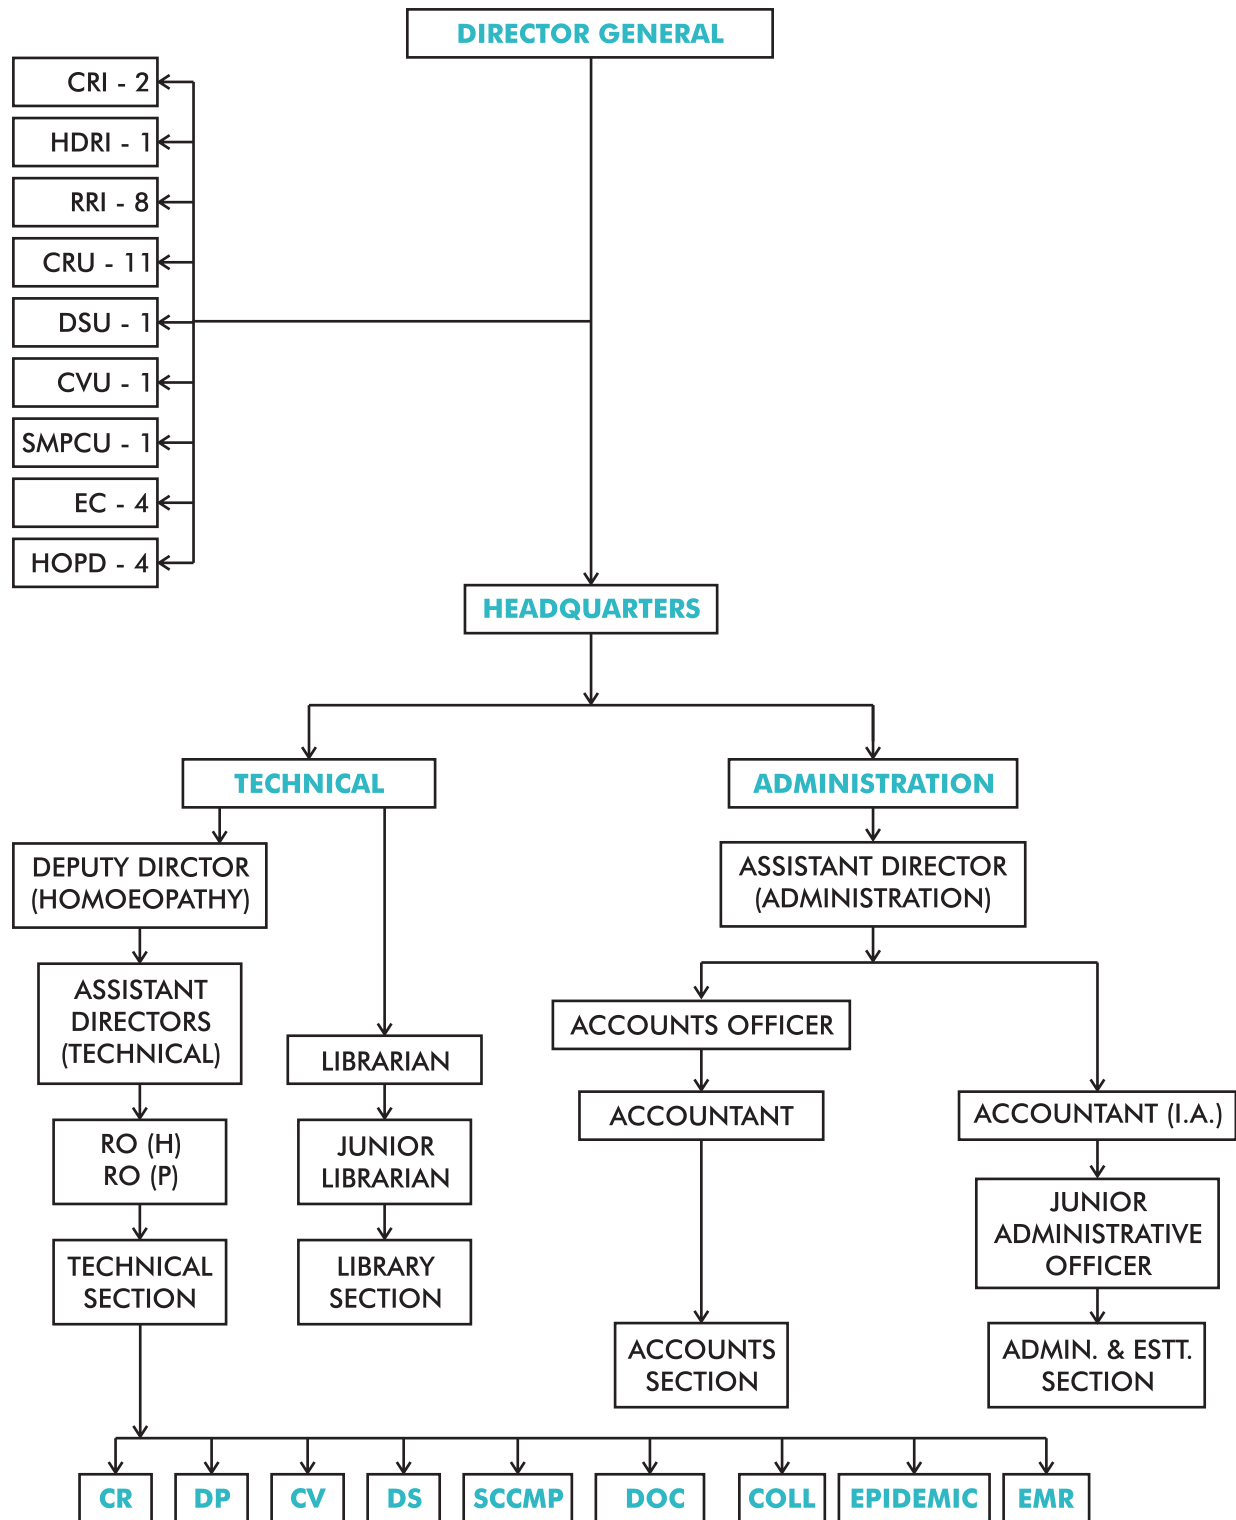 DIRECTOR GENERAL
CRI - 2
HDRI - 1
RRI - 8
CRU - 11
DSU - 1
CVU - 1
SMPCU - 1
EC - 4
HOPD - 4
HEADQUARTERS
TECHNICAL
ADMINISTRATION
DEPUTY DIRCTOR
(HOMOEOPATHY)
ASSISTANT
DIRECTORS
(TECHNICAL)
RO (H)
RO (P)
TECHNICAL
SECTION
LIBRARIAN
JUNIOR
LIBRARIAN
LIBRARY
SECTION
ASSISTANT DIRECTOR
(ADMINISTRATION)
ACCOUNTS OFFICER
ACCOUNTANT
ACCOUNTS
SECTION
ACCOUNTANT (I.A.)
JUNIOR
ADMINISTRATIVE
OFFICER
ADMIN. & ESTT.
SECTION
CR
DP
CV
DS
SCCMP
DOC
COLL
EPIDEMIC
EMR